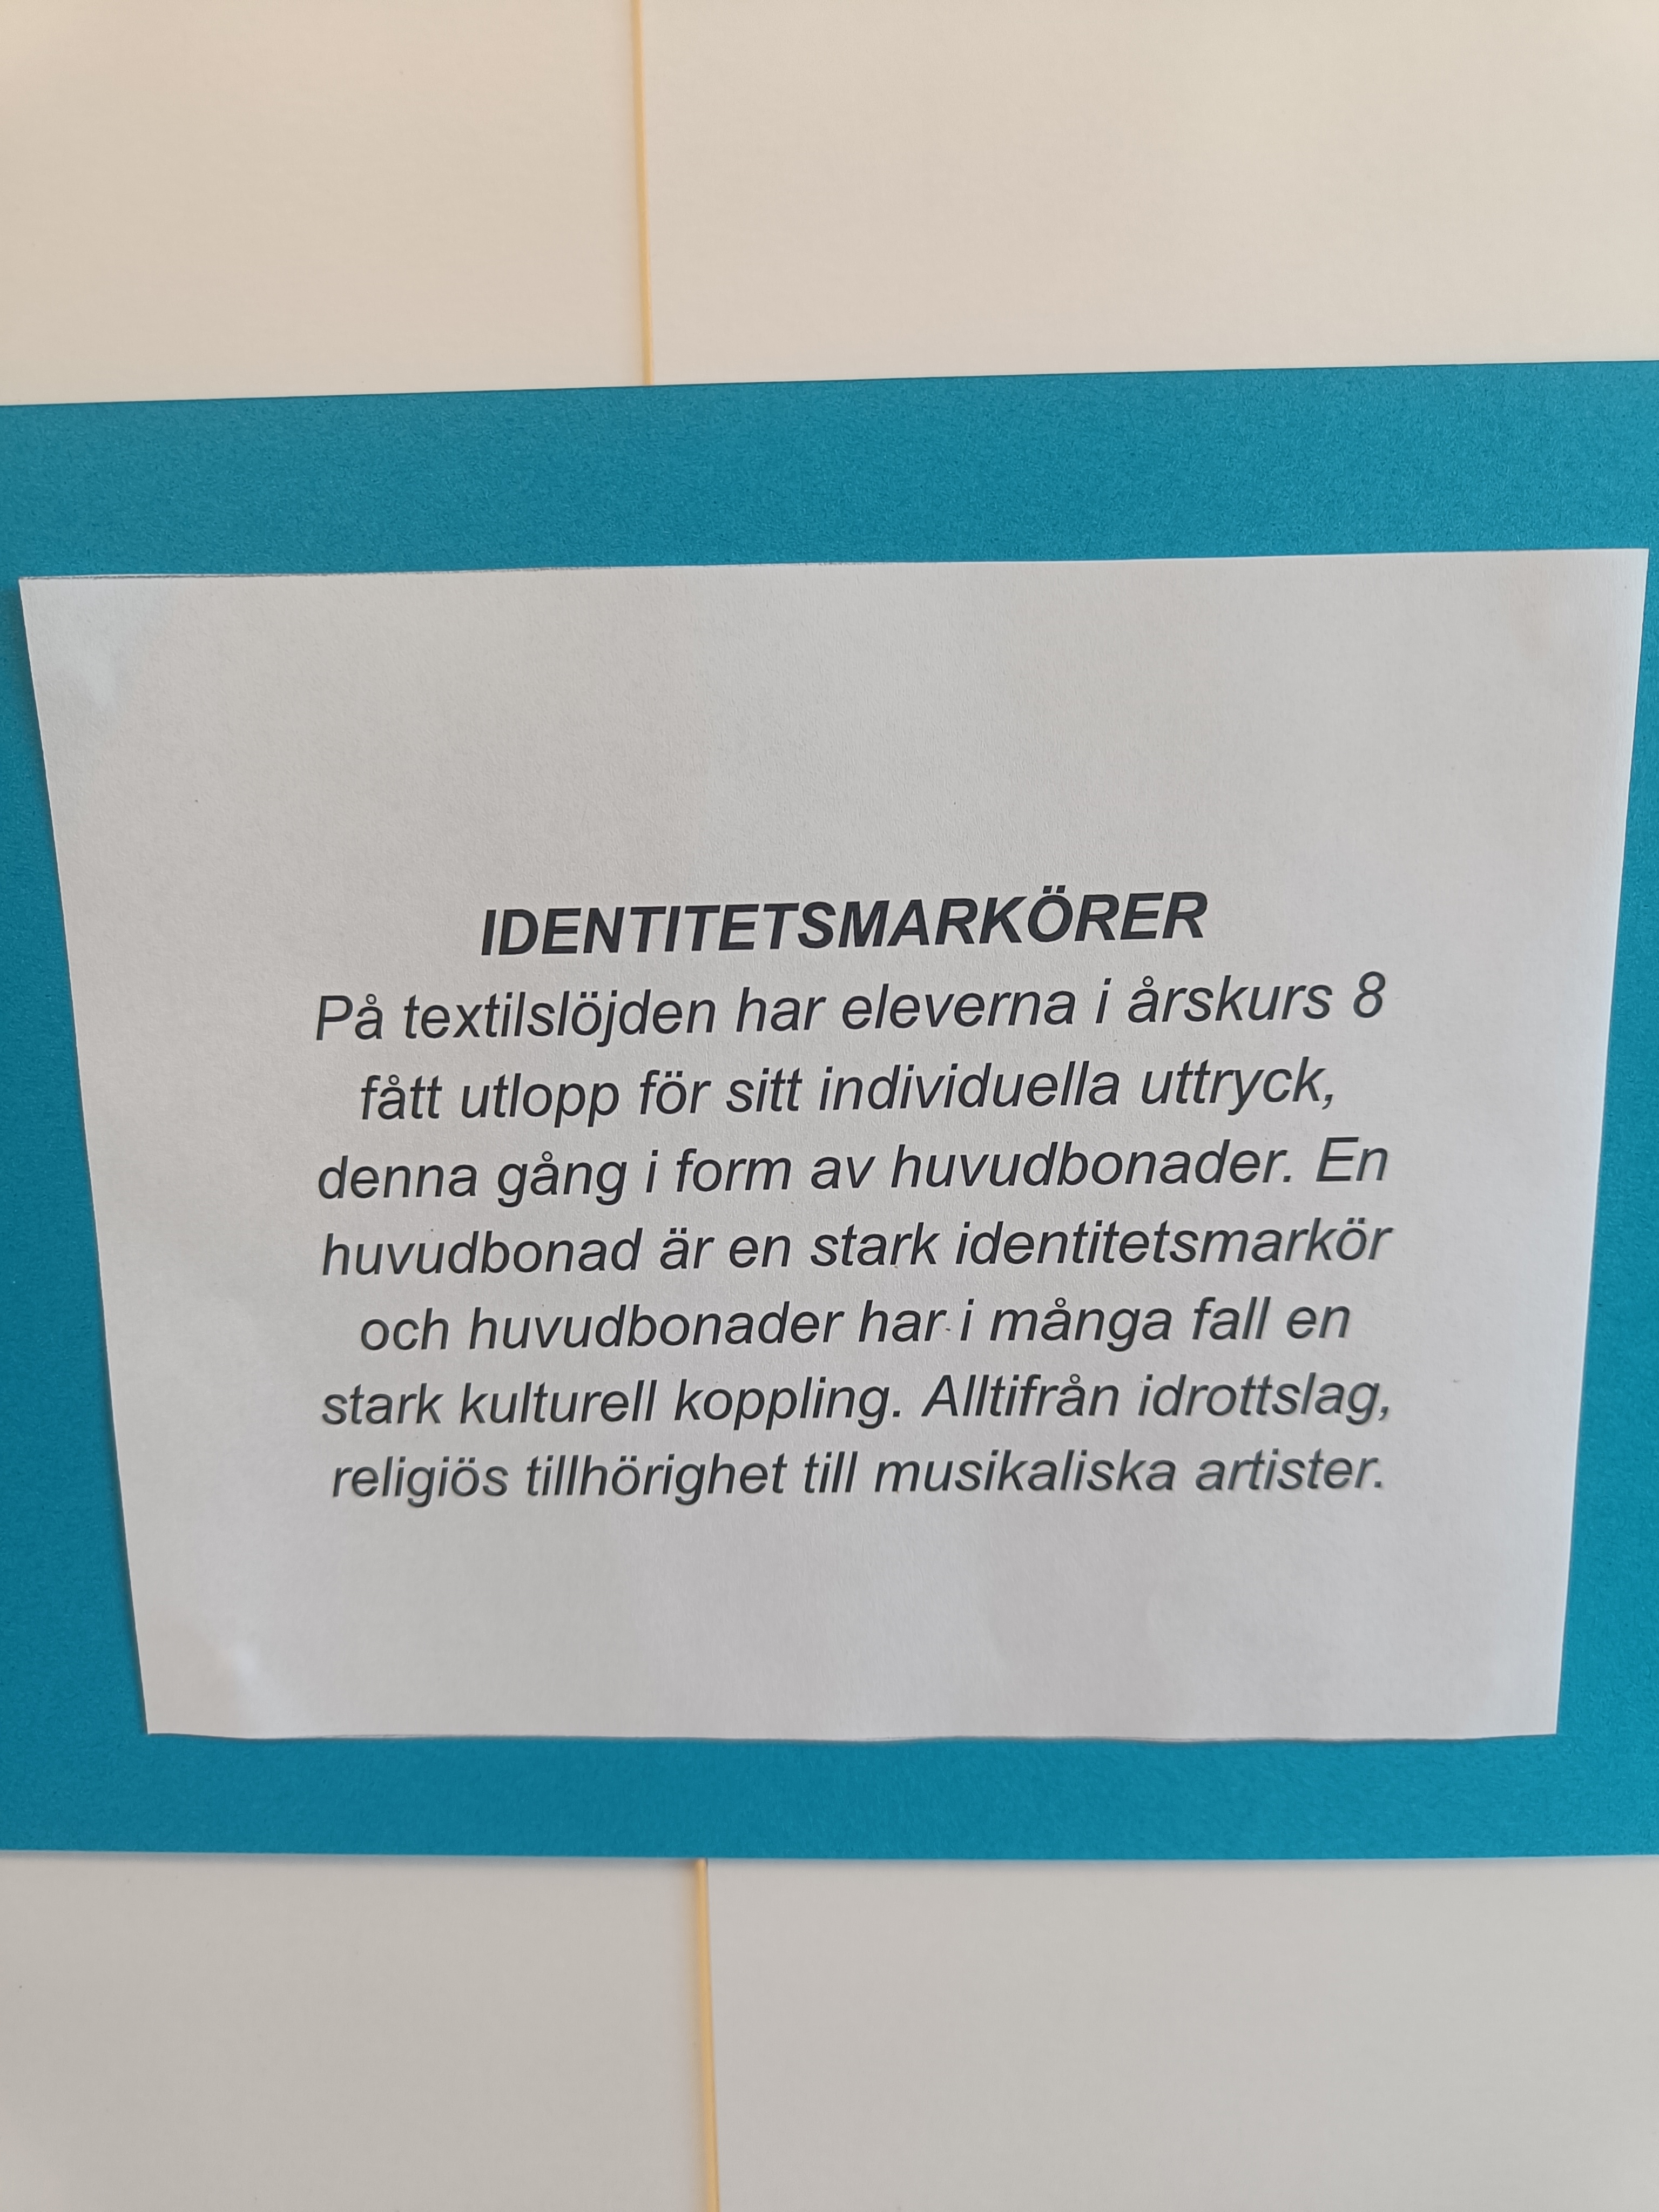 IDENTITETSMARKÖRER
På textilslöjden har eleverna i årskurs 8
fått utlopp för sitt individuella uttryck,
denna gång i form av huvudbonader. En
huvudbonad är en stark identitetsmarkör
och huvudbonader har i många fall en
stark kulturell koppling. Alltifrån idrottslag,
religiös tillhörighet till musikaliska artister.